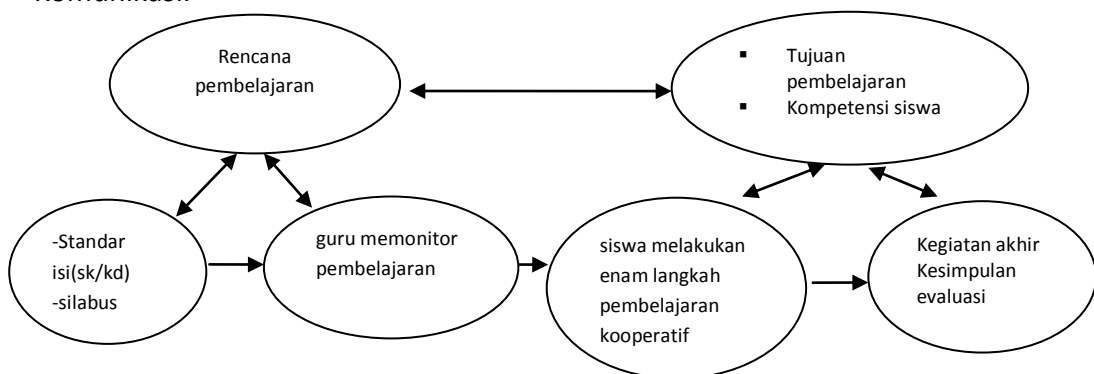 Rencana
pembelajaran
▪ Tujuan
pembelajaran
▪ Kompetensi siswa
-Standar
isi(sk/kd)
-silabus
guru memonitor
pembelajaran
siswa melakukan
enam langkah
pembelajaran
kooperatif
Kegiatan akhir
Kesimpulan
evaluasi